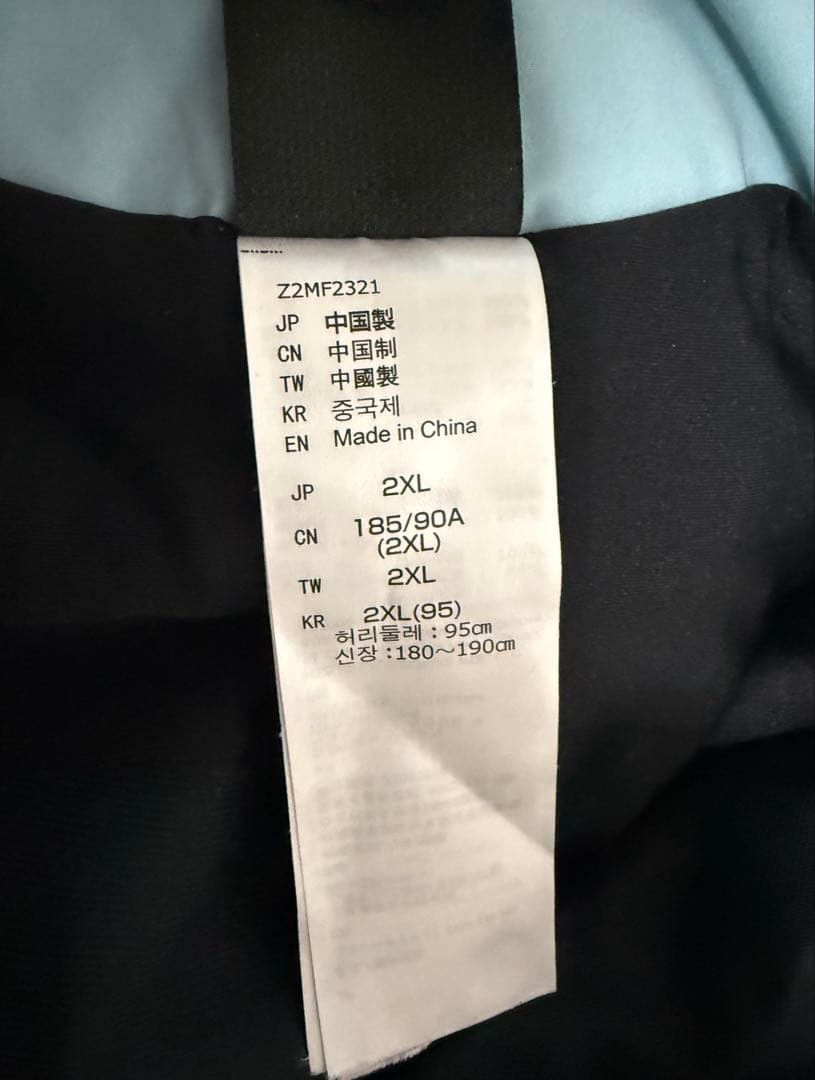 Z2MF2321
JP 中国製
CN 中国制
TW 中國製
KR 중국제
EN Made in China
JP 2XL
CN 185/90A
(2XL)
TW 2XL
KR 2XL(95)
허리둘레 : 95㎝
신장 :180～190㎝